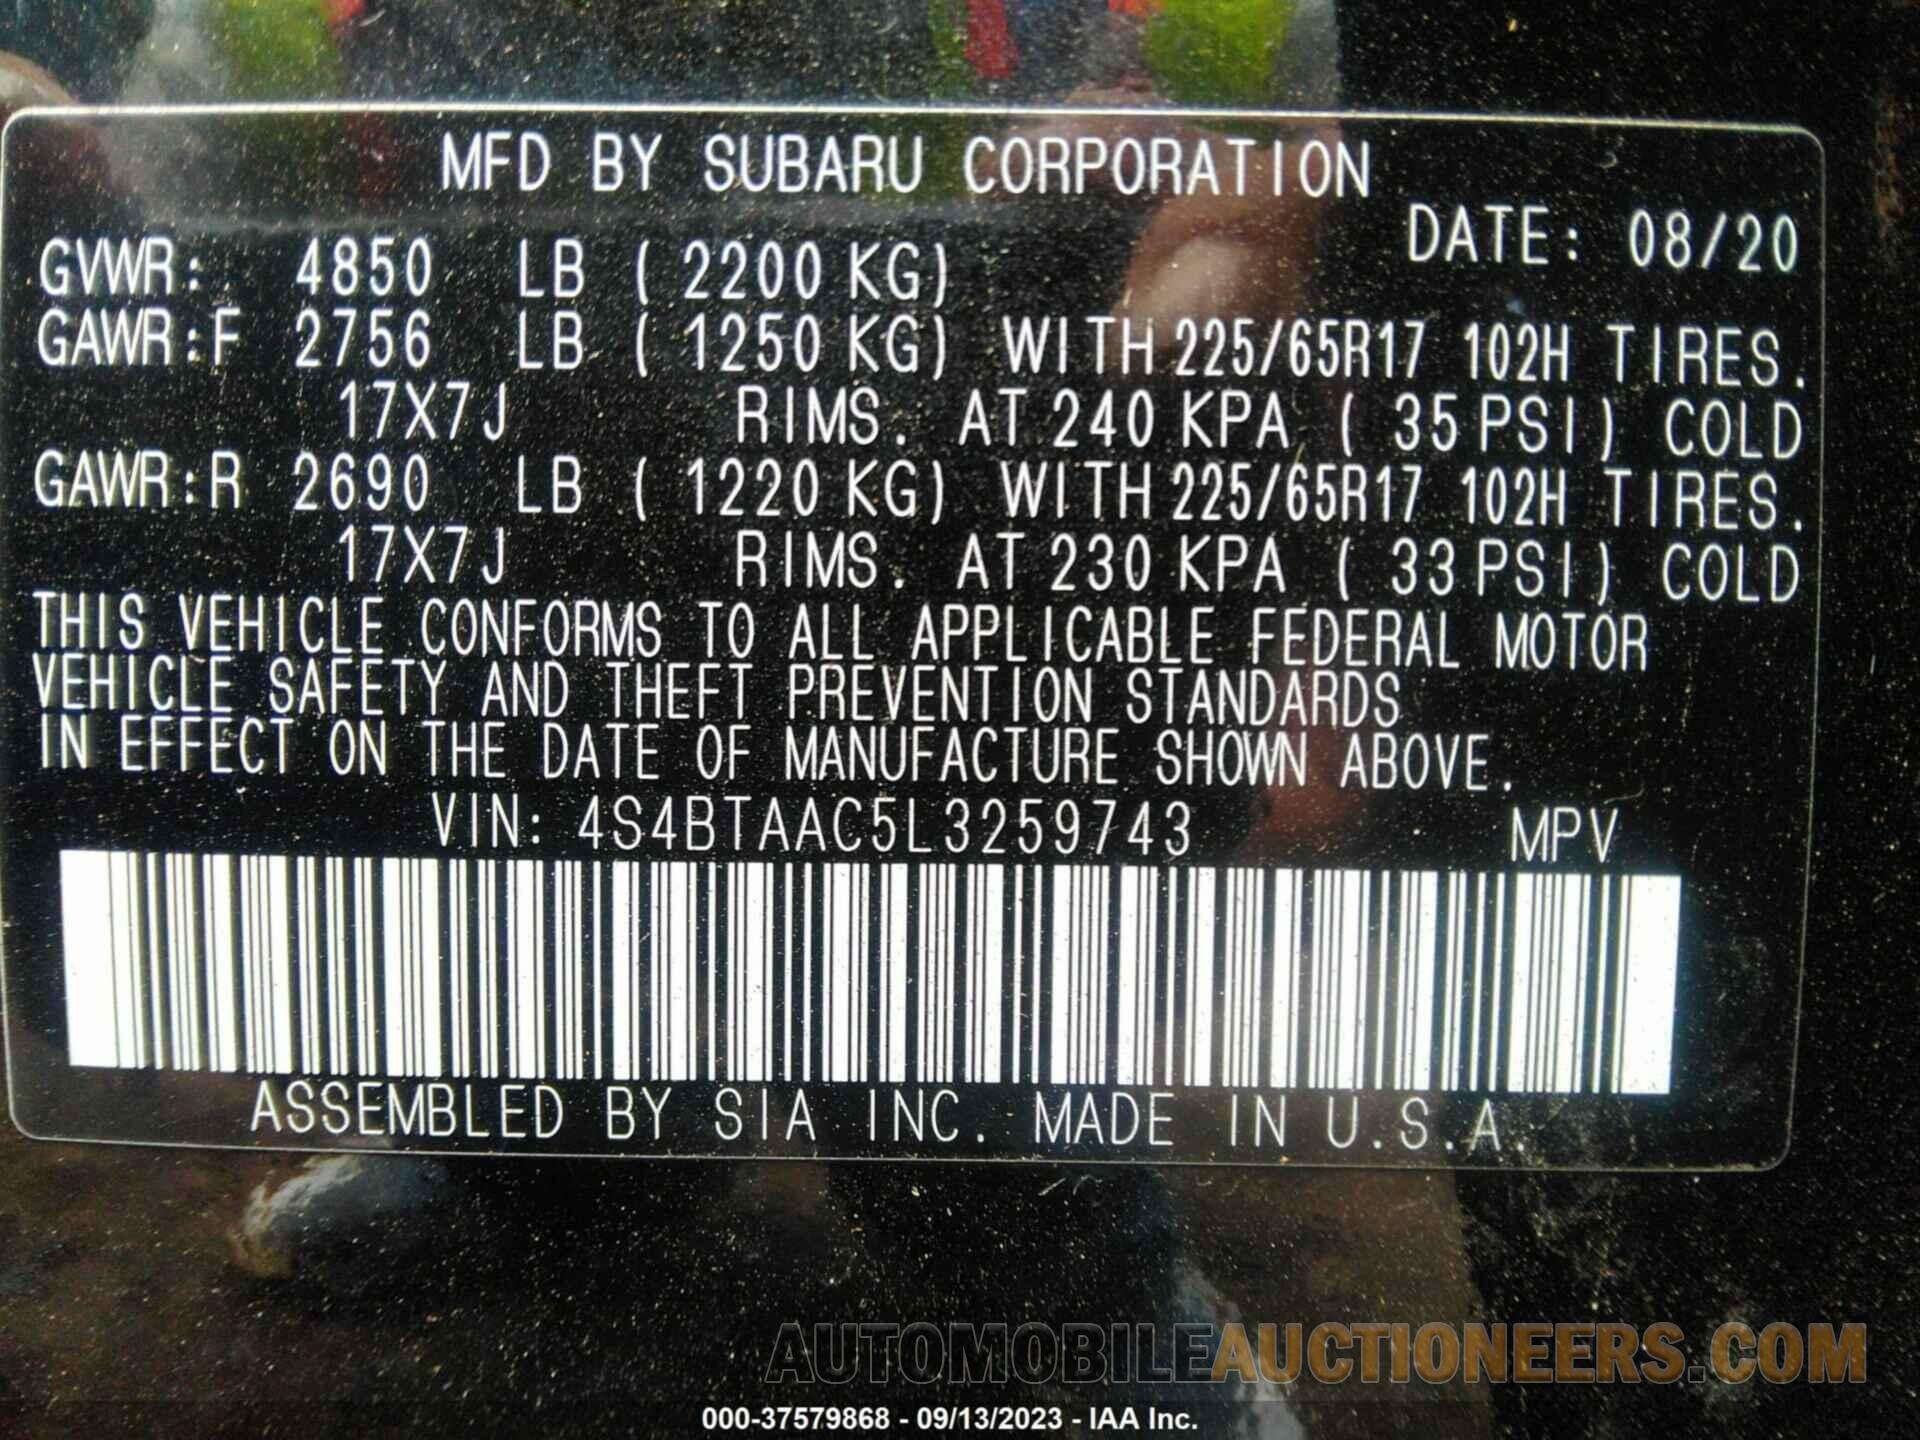 MFD BY SUBARU CORPORATION
DATE: 08/20
GVWR: 4850 LB ( 2200 KG)
GAWR:F 2756 LB ( 1250 KG) WITH 225/65R17 102H TIRES.
17X7J RIMS. AT 240 KPA ( 35 PSI) COLD
GAWR:R 2690 LB ( 1220 KG) WITH 225/65R17 102H TIRES.
17X7J RIMS. AT 230 KPA ( 33 PSI) COLD
THIS VEHICLE CONFORMS TO ALL APPLICABLE FEDERAL MOTOR
VEHICLE SAFETY AND THEFT PREVENTION STANDARDS
IN EFFECT ON THE DATE OF MANUFACTURE SHOWN ABOVE.
VIN: 4S4BTAAC5L3259743 MPV
ASSEMBLED BY SIA INC. MADE IN U.S.A.
AUTOMOBILEAUCTIONEERS.COM
000-37579868 - 09/13/2023 - IAA Inc.